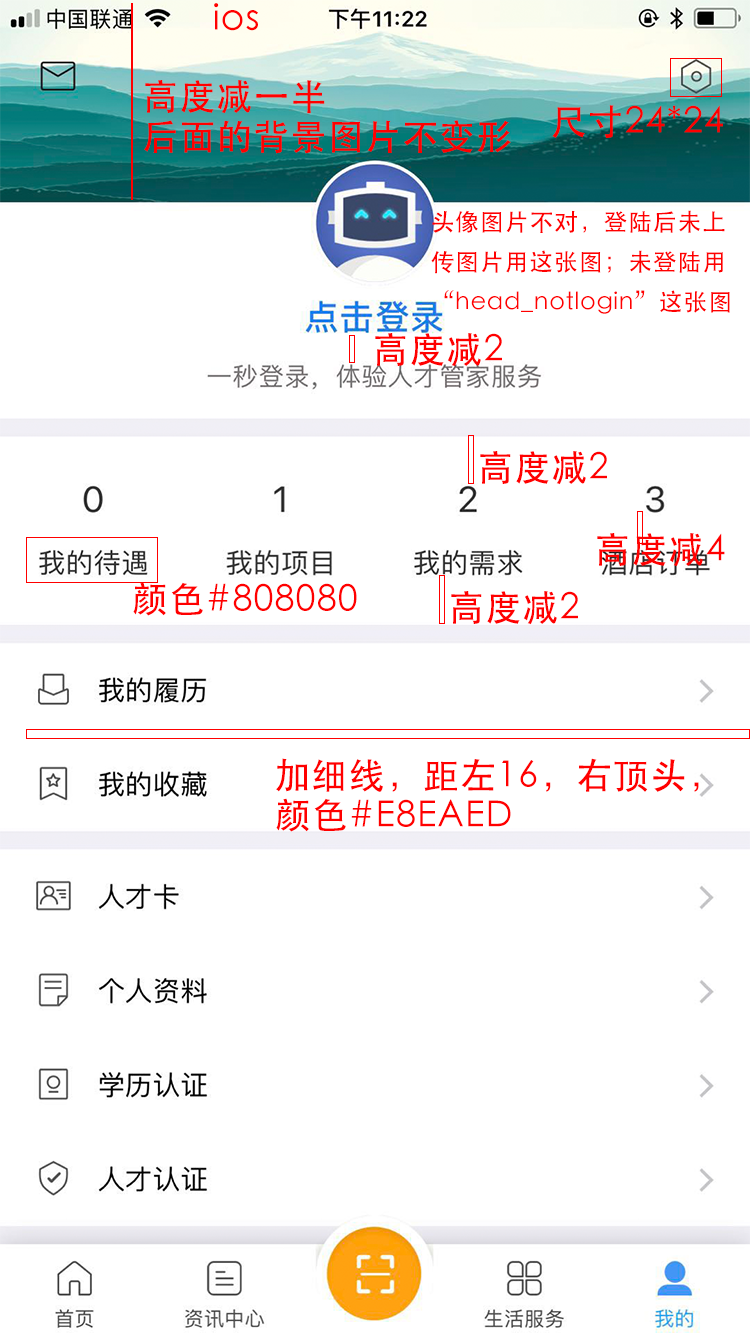 中国联通
ios
下午11:22
高度减一半
后面的背景图片不变形
尺寸24*24
头像图片不对，登陆后未上
传图片用这张图；未登陆用
“head_notlogin”这张图
点击登录
高度减2
一秒登录，体验人才管家服务
高度减2
0
1
2
3
高度减4
我的待遇
我的项目
我的需求
酒店订单
颜色#808080
高度减2
我的履历
我的收藏
加细线，距左16，右顶头，
颜色#E8EAED
人才卡
个人资料
学历认证
人才认证
首页
资讯中心
生活服务
我的